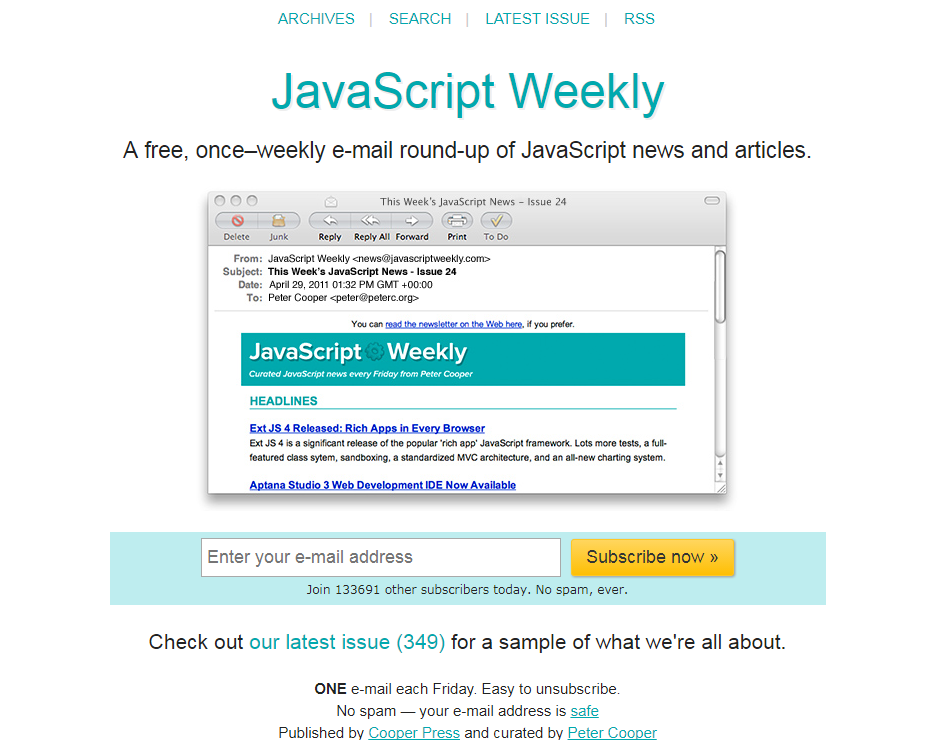 ARCHIVES | SEARCH | LATEST ISSUE | RSS
JavaScript Weekly
A free, once–weekly e-mail round-up of JavaScript news and articles.
This Week's JavaScript News – Issue 24
Delete Junk Reply Reply All Forward Print To Do
From: JavaScript Weekly <news@javascriptweekly.com>
Subject: This Week's JavaScript News - Issue 24
Date: April 29, 2011 01:32 PM GMT +00:00
To: Peter Cooper <peter@peterc.org>
You can read the newsletter on the Web here, if you prefer.
JavaScript Weekly
Curated JavaScript news every Friday from Peter Cooper
HEADLINES
Ext JS 4 Released: Rich Apps in Every Browser
Ext JS 4 is a significant release of the popular 'rich app' JavaScript framework. Lots more tests, a full-
featured class sytem, sandboxing, a standardized MVC architecture, and an all-new charting system.
Aptana Studio 3 Web Development IDE Now Available
Enter your e-mail address
Subscribe now »
Join 133691 other subscribers today. No spam, ever.
Check out our latest issue (349) for a sample of what we're all about.
ONE e-mail each Friday. Easy to unsubscribe.
No spam — your e-mail address is safe
Published by Cooper Press and curated by Peter Cooper